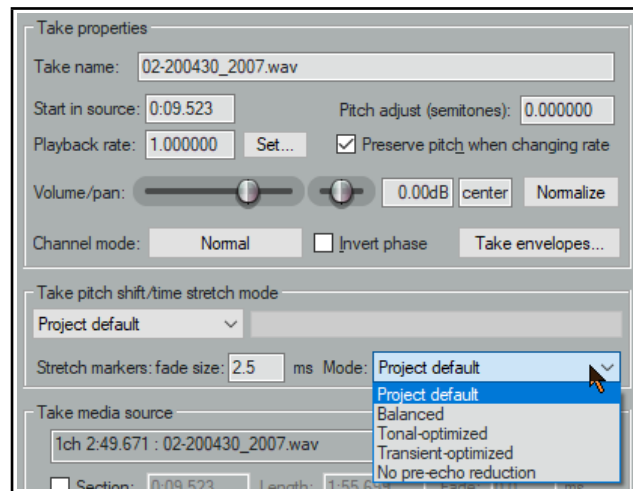 Take properties
Take name: 02-200430_2007.wav
Start in source: 0:09.523 Pitch adjust (semitones): 0.000000
Playback rate: 1.000000 Set... Preserve pitch when changing rate
Volume/pan: 0.00dB center Normalize
Channel mode: Normal Invert phase Take envelopes...
Take pitch shift/time stretch mode
Project default
Stretch markers: fade size: 2.5 ms Mode: Project default
Project default
Balanced
Tonal-optimized
Transient-optimized
No pre-echo reduction
Take media source
1ch 2:49.671 : 02-200430_2007.wav
Section: 0:09.523 Length: